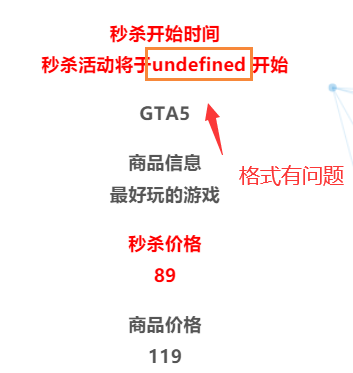 秒杀开始时间
秒杀活动将于undefined 开始
GTA5
商品信息
最好玩的游戏
格式有问题
秒杀价格
89
商品价格
119